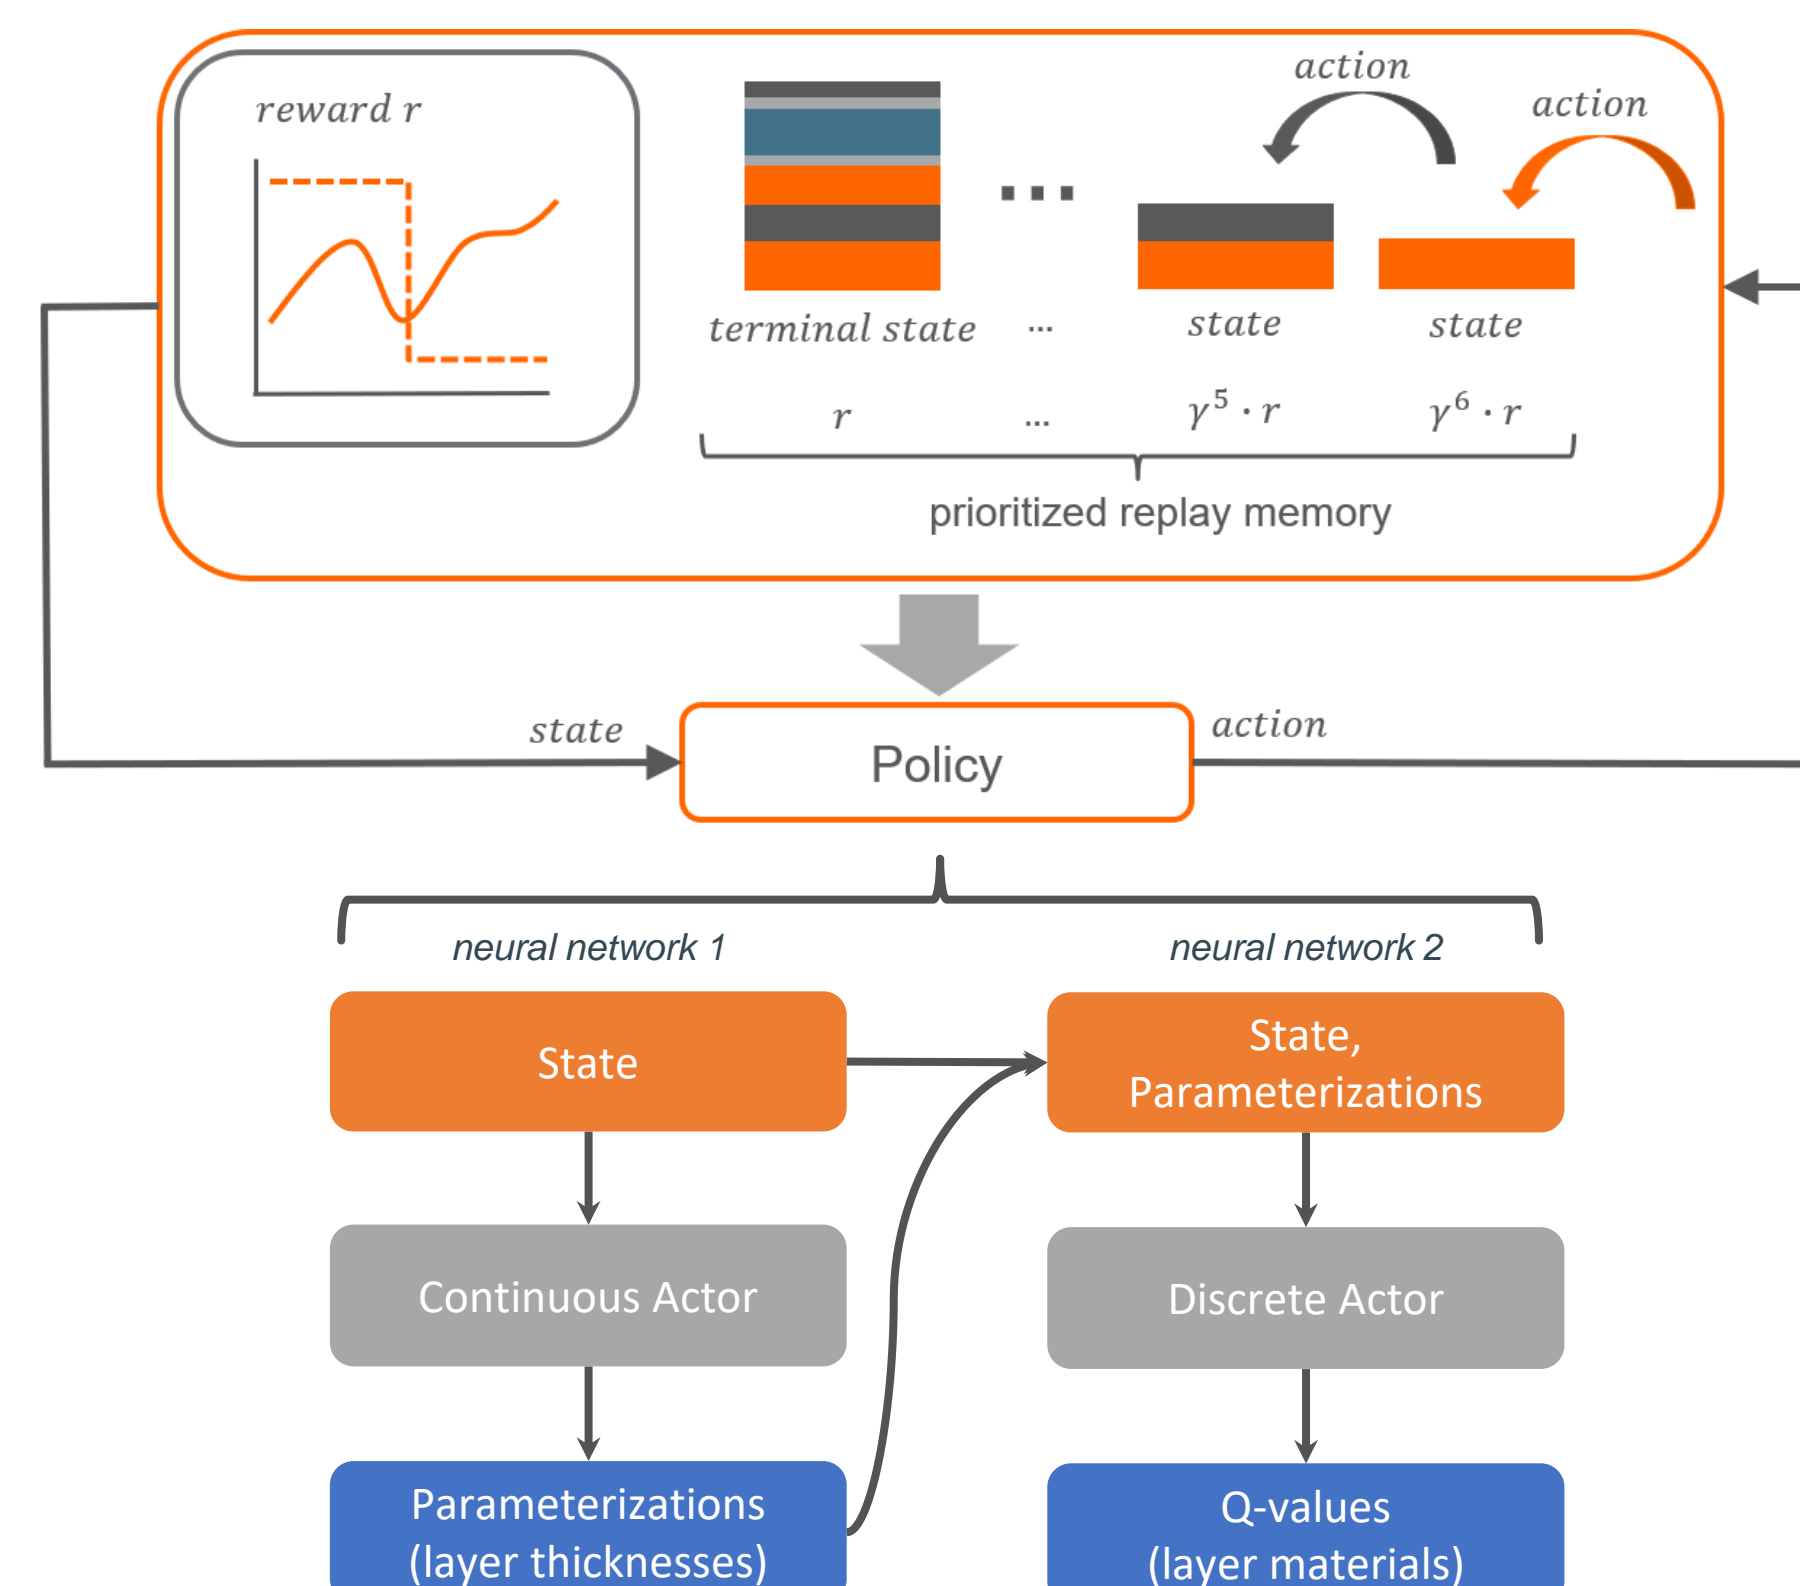 reward r
action
action
terminal state
...
state
state
r
...
γ⁵ · r
γ⁶ · r
prioritized replay memory
state
Policy
action
neural network 1
neural network 2
State
State,
Parameterizations
Continuous Actor
Discrete Actor
Parameterizations
(layer thicknesses)
Q-values
(layer materials)